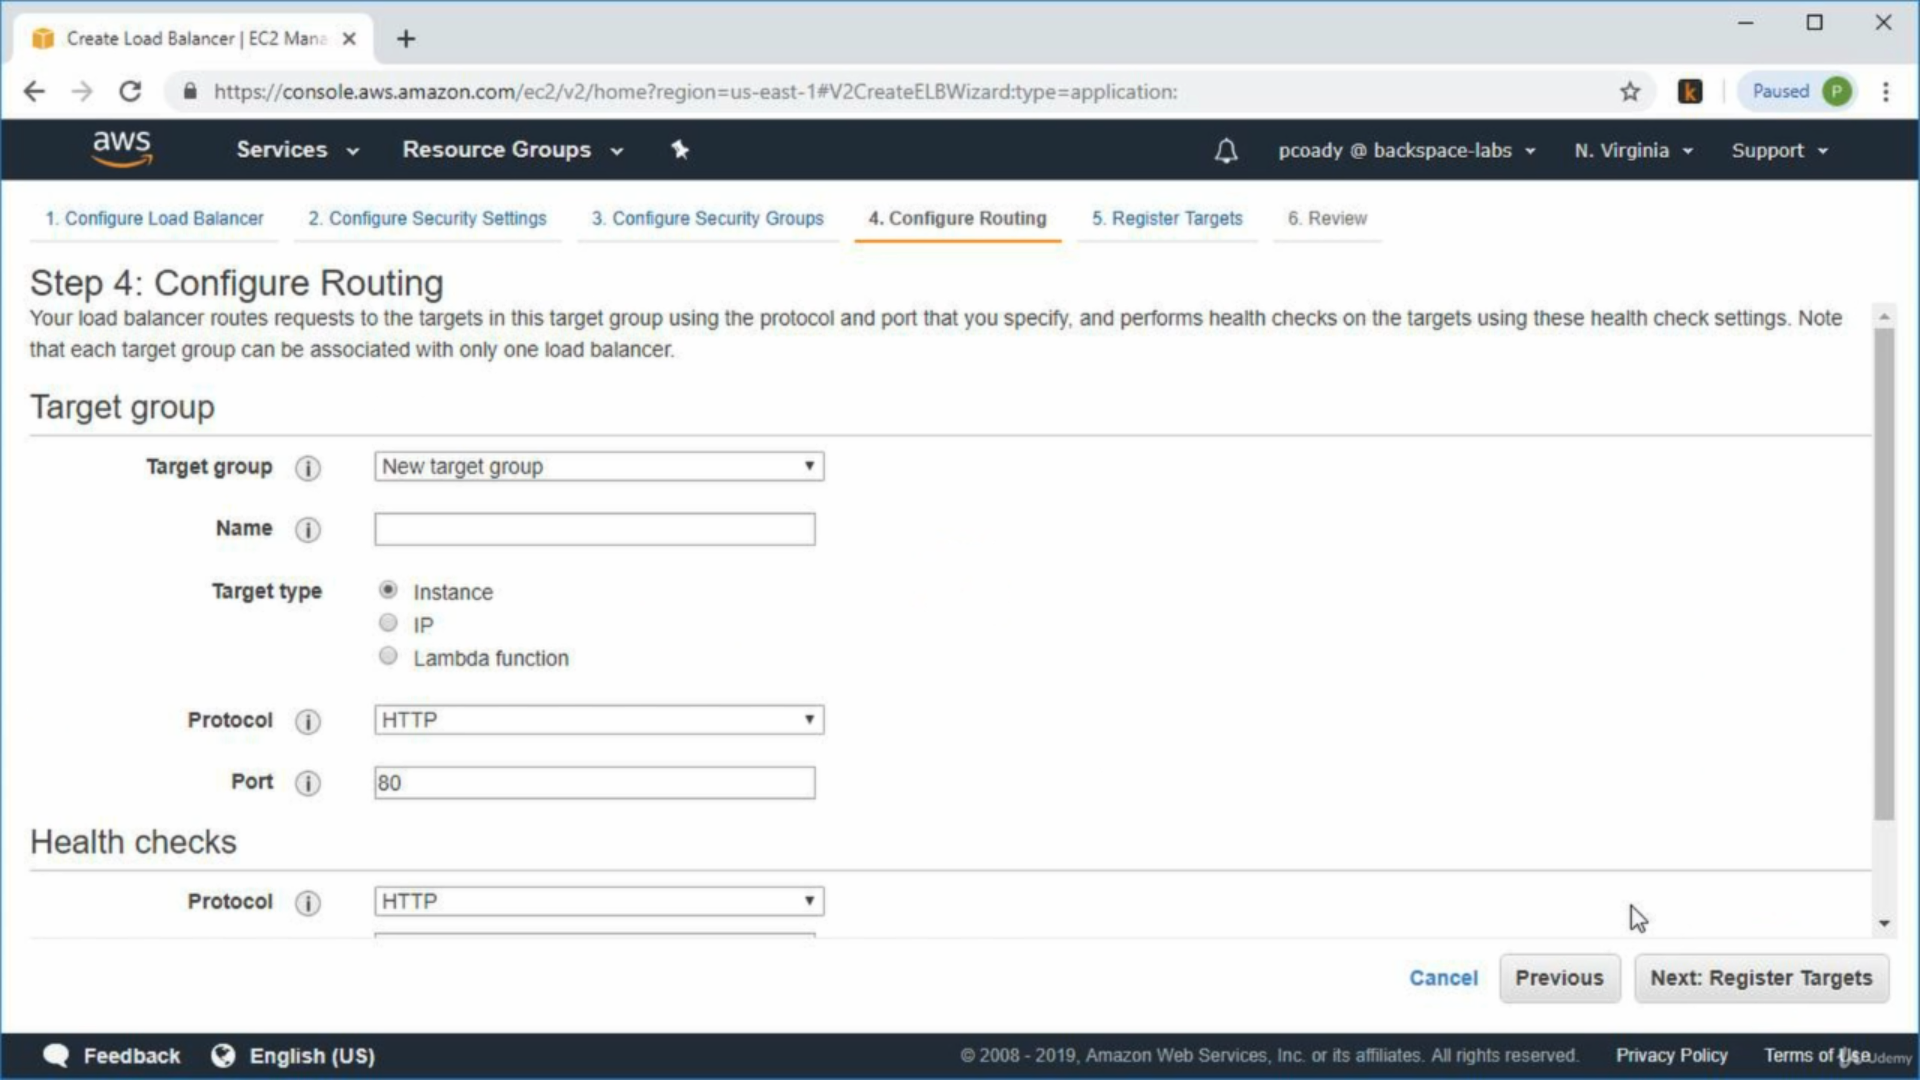 Create Load Balancer | EC2 Mana
https://console.aws.amazon.com/ec2/v2/home?region=us-east-1#V2CreateELBWizard:type=application:
k
Paused P
aws Services Resource Groups pcoady @ backspace-labs N. Virginia Support
1. Configure Load Balancer 2. Configure Security Settings 3. Configure Security Groups 4. Configure Routing 5. Register Targets 6. Review
Step 4: Configure Routing
Your load balancer routes requests to the targets in this target group using the protocol and port that you specify, and performs health checks on the targets using these health check settings. Note
that each target group can be associated with only one load balancer.
Target group
Target group i New target group
Name i
Target type Instance
IP
Lambda function
Protocol i HTTP
Port i 80
Health checks
Protocol i HTTP
Cancel Previous Next: Register Targets
Feedback English (US) © 2008 - 2019, Amazon Web Services, Inc. or its affiliates. All rights reserved. Privacy Policy Terms of Use
Udemy